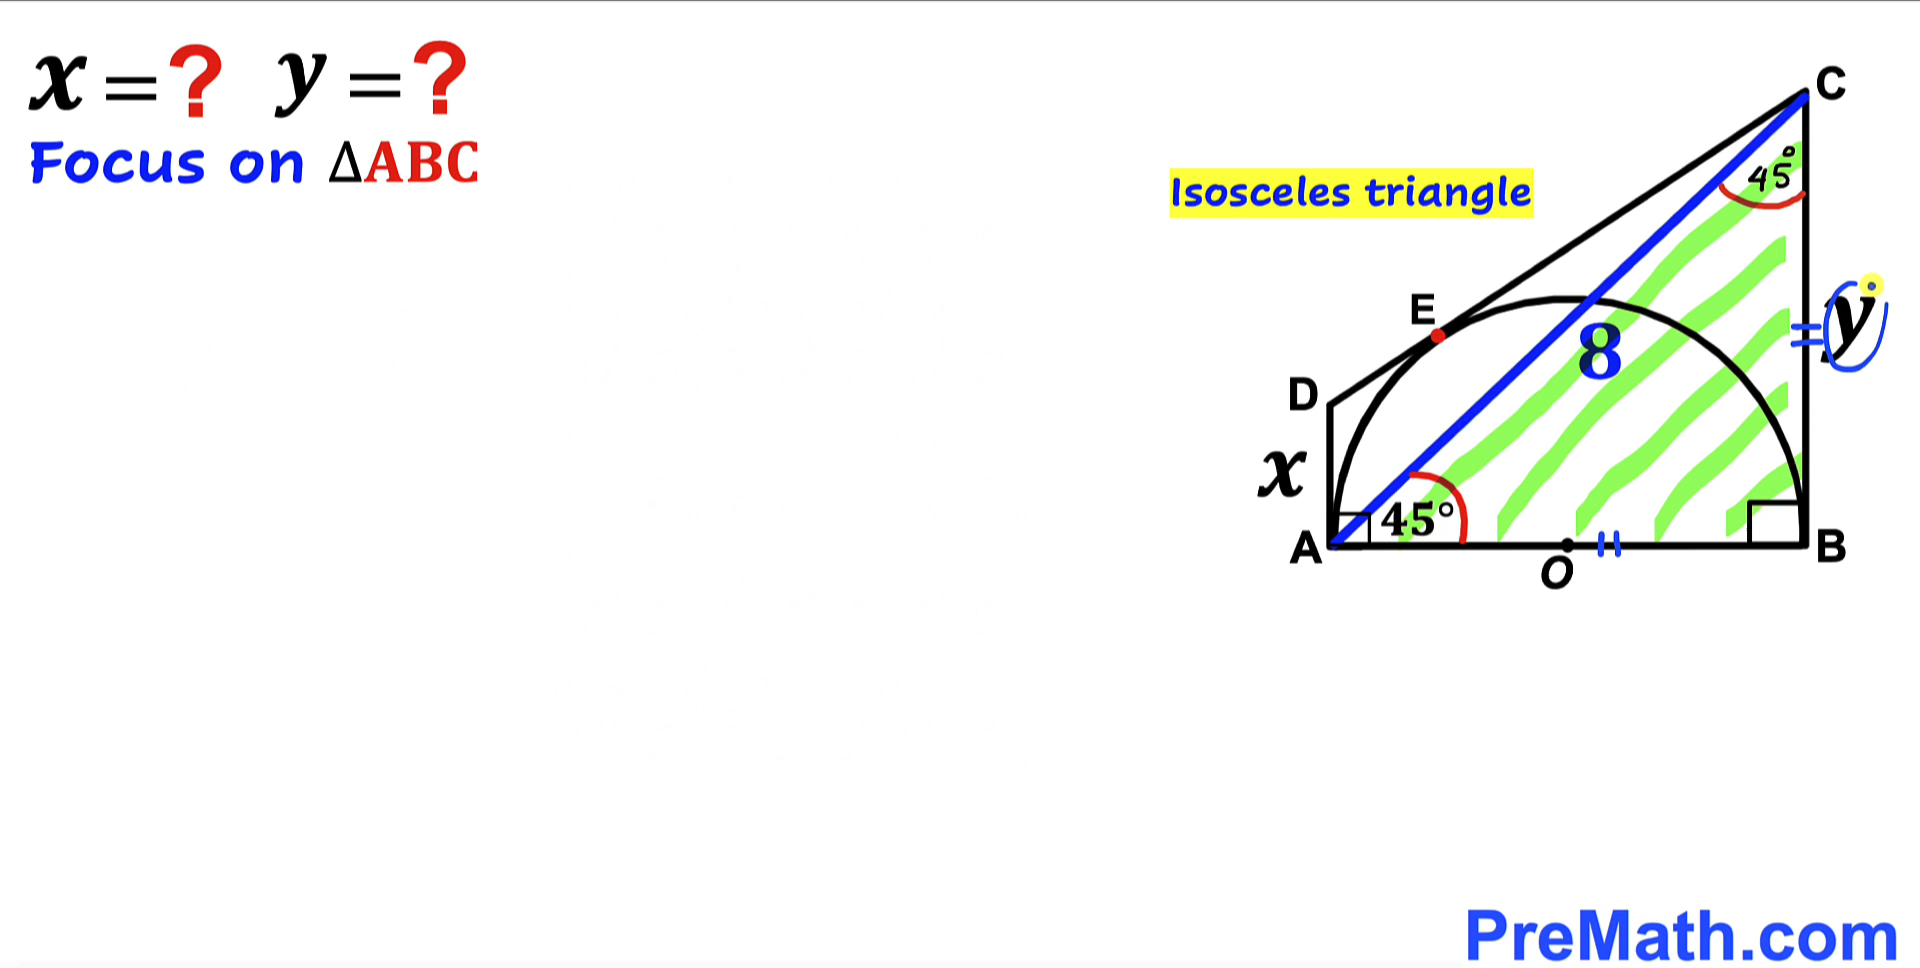 x = ? y = ?
Focus on ΔABC
Isosceles triangle
C
45°
E
y
8
D
x
45°
A
B
O
PreMath.com